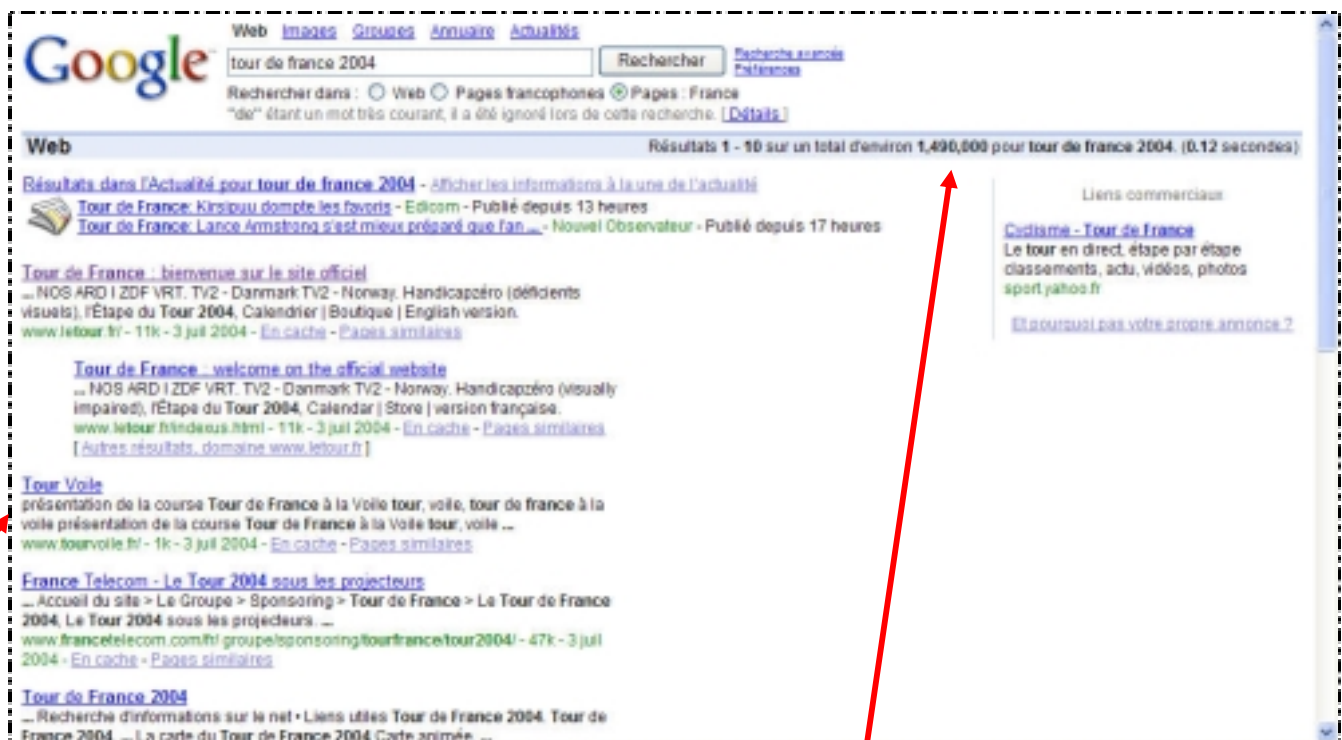 Google
Web Images Groupes Annuaire Actualités
tour de france 2004
Rechercher
Recherche avancée
Préférences
Rechercher dans : Web Pages francophones Pages : France
"de" étant un mot très courant, il a été ignoré lors de cette recherche. [Détails]
Web
Résultats 1 - 10 sur un total d'environ 1,490,000 pour tour de france 2004. (0.12 secondes)
Résultats dans l'Actualité pour tour de france 2004 - Afficher les informations à la une de l'actualité
Tour de France: Kirsipuu dompte les favoris - Edicom - Publié depuis 13 heures
Tour de France: Lance Armstrong s'est mieux préparé que l'an ... - Nouvel Observateur - Publié depuis 17 heures
Tour de France : bienvenue sur le site officiel
... NOS ARD I ZDF VRT. TV2 - Danmark TV2 - Norway. Handicapzéro (déficients
visuels), l'Étape du Tour 2004, Calendrier | Boutique | English version.
www.letour.fr/ - 11k - 3 juil 2004 - En cache - Pages similaires
Tour de France : welcome on the official website
... NOS ARD I ZDF VRT. TV2 - Danmark TV2 - Norway. Handicapzéro (visually
impaired), l'Étape du Tour 2004, Calendar | Store | version française.
www.letour.fr/indexus.html - 11k - 3 juil 2004 - En cache - Pages similaires
[ Autres résultats, domaine www.letour.fr ]
Tour Voile
présentation de la course Tour de France à la Voile tour, voile, tour de france à la
voile présentation de la course Tour de France à la Voile tour, voile ...
www.tourvoile.fr/ - 1k - 3 juil 2004 - En cache - Pages similaires
France Telecom - Le Tour 2004 sous les projecteurs
... Accueil du site > Le Groupe > Sponsoring > Tour de France > Le Tour de France
2004, Le Tour 2004 sous les projecteurs. ...
www.francetelecom.com/fr/groupe/sponsoring/tourfrance/tour2004/ - 47k - 3 juil
2004 - En cache - Pages similaires
Tour de France 2004
... Recherche d'informations sur le net • Liens utiles Tour de France 2004. Tour de
France 2004. ... La carte du Tour de France 2004 Carte animée. ...
Liens commerciaux
Cyclisme - Tour de France
Le tour en direct, étape par étape
classements, actu, vidéos, photos
sport.yahoo.fr
Et pourquoi pas votre propre annonce ?